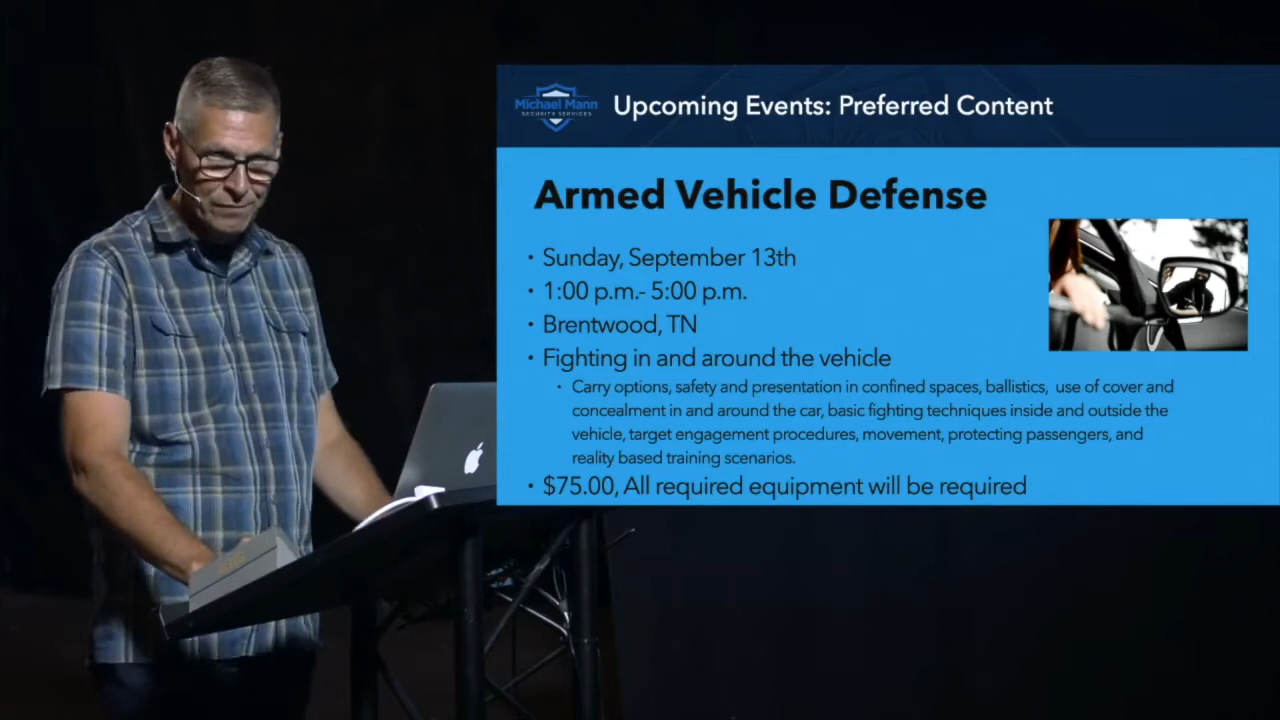 Michael Mann
SECURITY SERVICES
Upcoming Events: Preferred Content
Armed Vehicle Defense
• Sunday, September 13th
• 1:00 p.m.- 5:00 p.m.
• Brentwood, TN
• Fighting in and around the vehicle
• Carry options, safety and presentation in confined spaces, ballistics, use of cover and
concealment in and around the car, basic fighting techniques inside and outside the
vehicle, target engagement procedures, movement, protecting passengers, and
reality based training scenarios.
• $75.00, All required equipment will be required